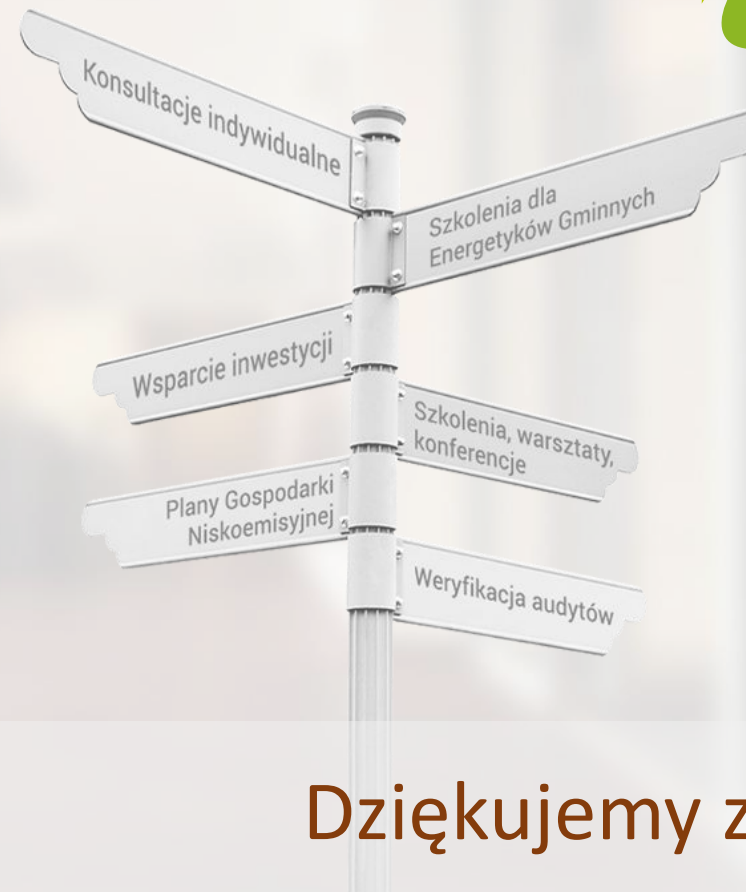 Konsultacje indywidualne
Szkolenia dla
Energetyków Gminnych
Wsparcie inwestycji
Szkolenia, warsztaty,
konferencje
Plany Gospodarki
Niskoemisyjnej
Weryfikacja audytów
Dziękujemy z